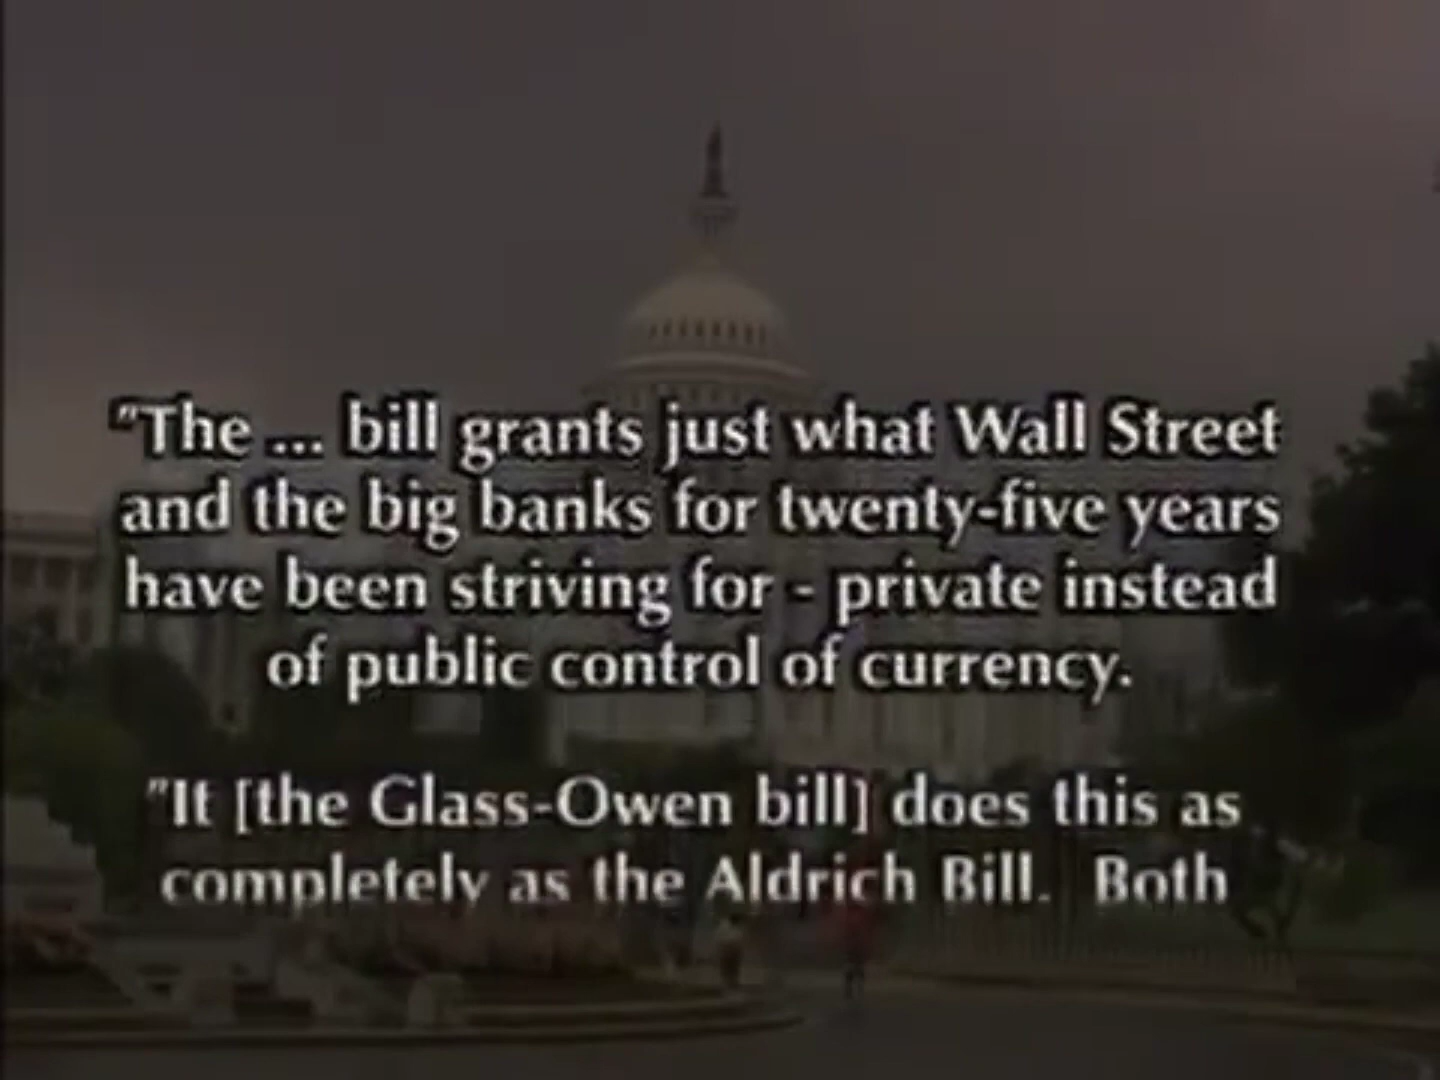 "The ... bill grants just what Wall Street
and the big banks for twenty-five years
have been striving for - private instead
of public control of currency.
"It [the Glass-Owen bill] does this as
completely as the Aldrich Bill. Both